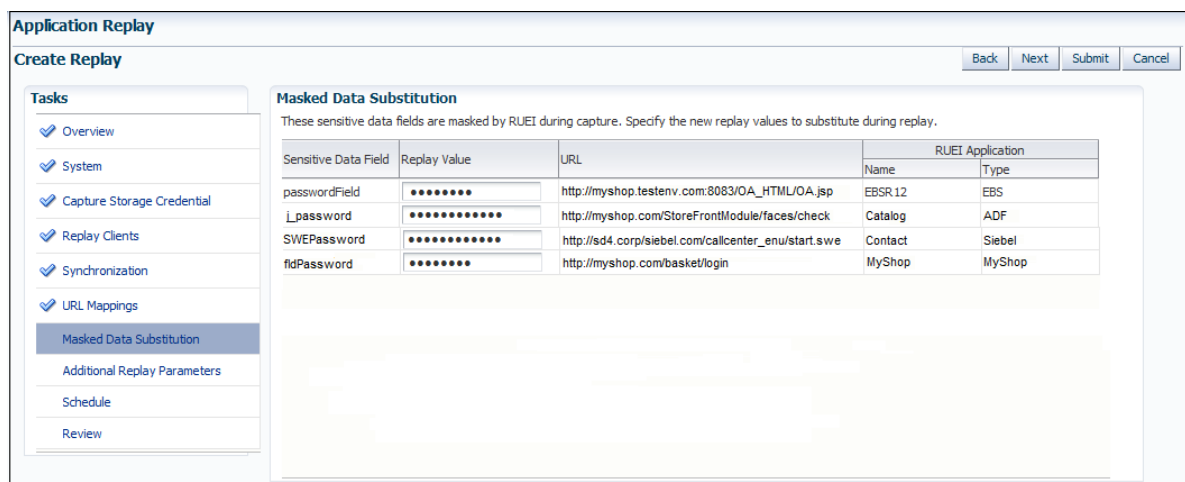 Application Replay
Create Replay
Back Next Submit Cancel
Tasks
Overview
System
Capture Storage Credential
Replay Clients
Synchronization
URL Mappings
Masked Data Substitution
Additional Replay Parameters
Schedule
Review
Masked Data Substitution
These sensitive data fields are masked by RUEI during capture. Specify the new replay values to substitute during replay.
Sensitive Data Field Replay Value URL RUEI Application
Name Type
passwordField •••••••• http://myshop.testenv.com:8083/OA_HTML/OA.jsp EBSR12 EBS
j_password •••••••••••• http://myshop.com/StoreFrontModule/faces/check Catalog ADF
SWEPassword •••••••••••• http://sd4.corp/siebel.com/callcenter_enu/start.swe Contact Siebel
fldPassword •••••••• http://myshop.com/basket/login MyShop MyShop